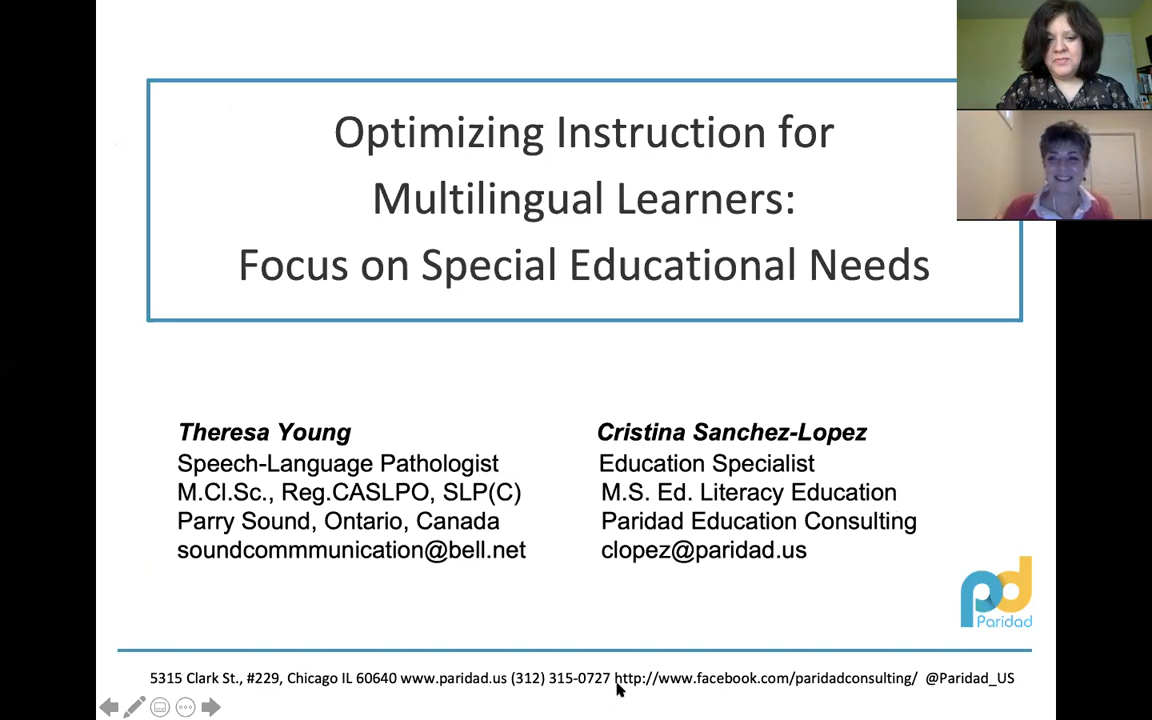 Optimizing Instruction for
Multilingual Learners:
Focus on Special Educational Needs
Theresa Young
Speech-Language Pathologist
M.Cl.Sc., Reg.CASLPO, SLP(C)
Parry Sound, Ontario, Canada
soundcommmunication@bell.net
Cristina Sanchez-Lopez
Education Specialist
M.S. Ed. Literacy Education
Paridad Education Consulting
clopez@paridad.us
pd
Paridad
5315 Clark St., #229, Chicago IL 60640 www.paridad.us (312) 315-0727 http://www.facebook.com/paridadconsulting/ @Paridad_US